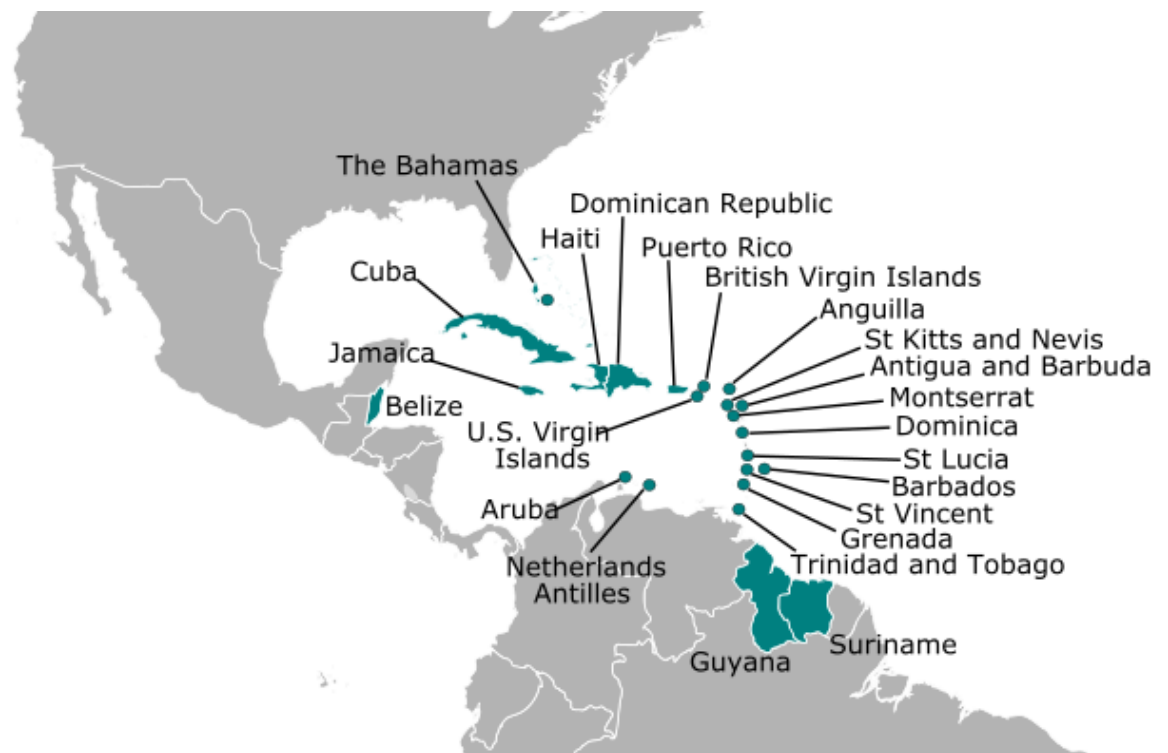 The Bahamas
Dominican Republic
Haiti
Puerto Rico
Cuba
British Virgin Islands
Anguilla
St Kitts and Nevis
Jamaica
Antigua and Barbuda
Montserrat
Belize
Dominica
U.S. Virgin
Islands
St Lucia
Barbados
Aruba
St Vincent
Grenada
Netherlands
Antilles
Trinidad and Tobago
Suriname
Guyana